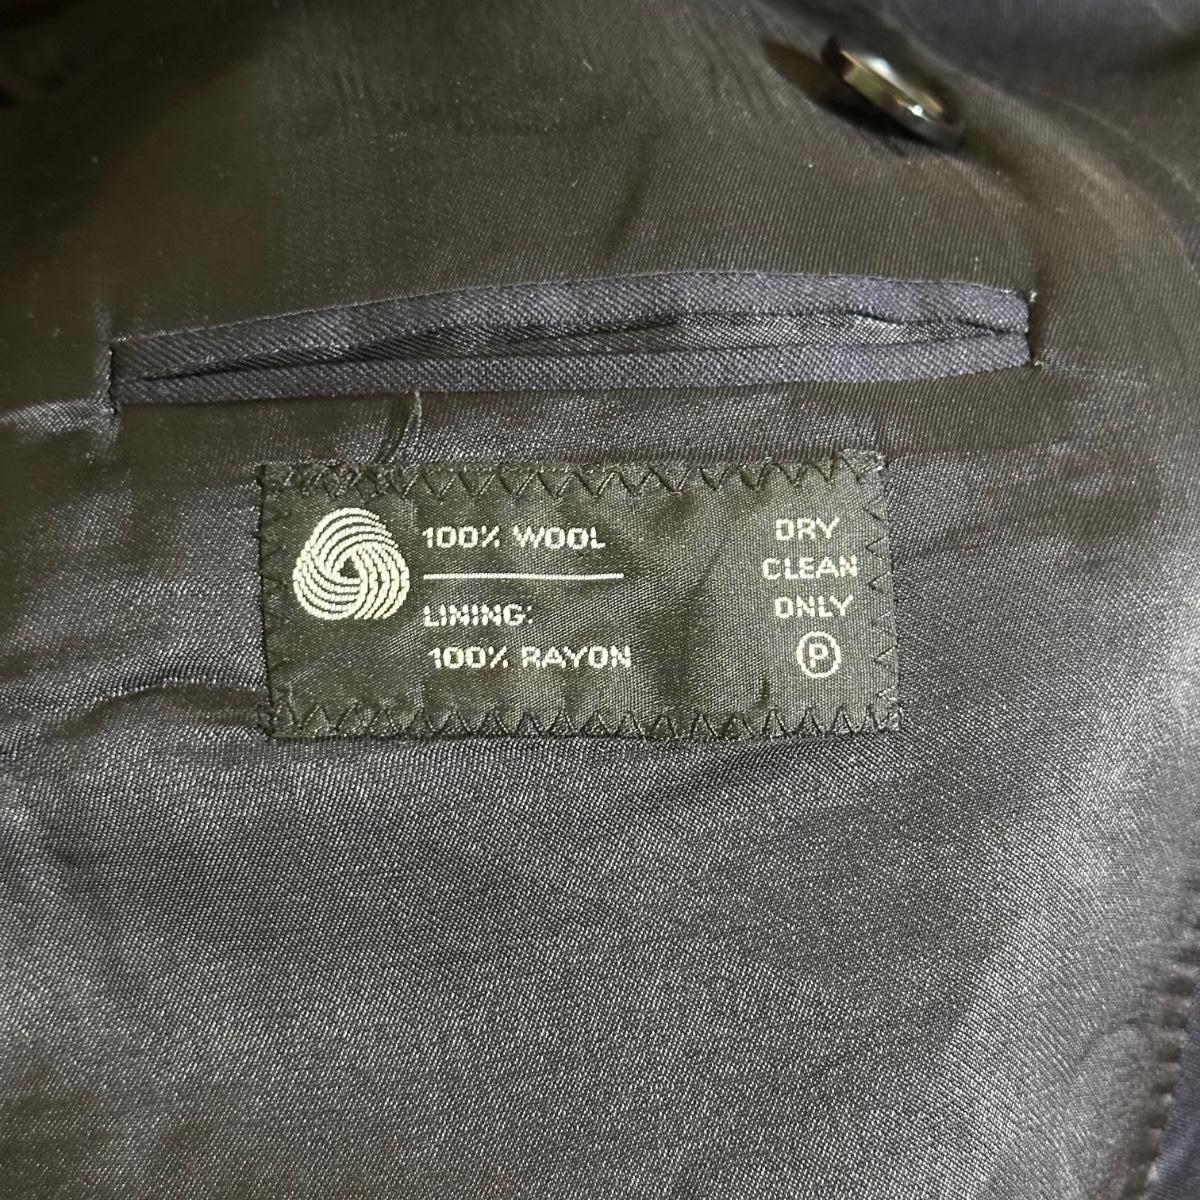 100% WOOL
LINING:
100% RAYON
DRY
CLEAN
ONLY
P